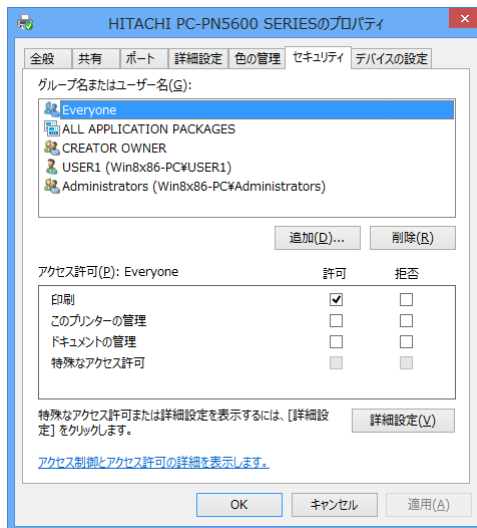 HITACHI PC-PN5600 SERIESのプロパティ
全般 共有 ポート 詳細設定 色の管理 セキュリティ デバイスの設定
グループ名またはユーザー名(G):
Everyone
ALL APPLICATION PACKAGES
CREATOR OWNER
USER1 (Win8x86-PC¥USER1)
Administrators (Win8x86-PC¥Administrators)
追加(D)... 削除(R)
アクセス許可(P): Everyone 許可 拒否
印刷
このプリンターの管理
ドキュメントの管理
特殊なアクセス許可
特殊なアクセス許可または詳細設定を表示するには、[詳細設
定] をクリックします。
詳細設定(V)
アクセス制御とアクセス許可の詳細を表示します。
OK キャンセル 適用(A)